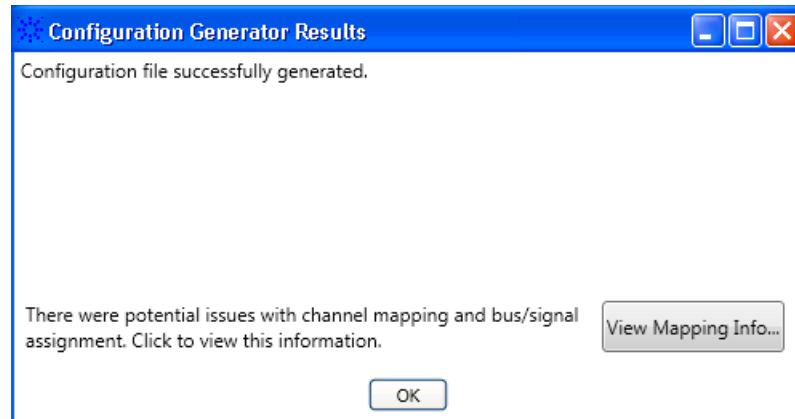 Configuration Generator Results
Configuration file successfully generated.
There were potential issues with channel mapping and bus/signal
assignment. Click to view this information.
View Mapping Info...
OK